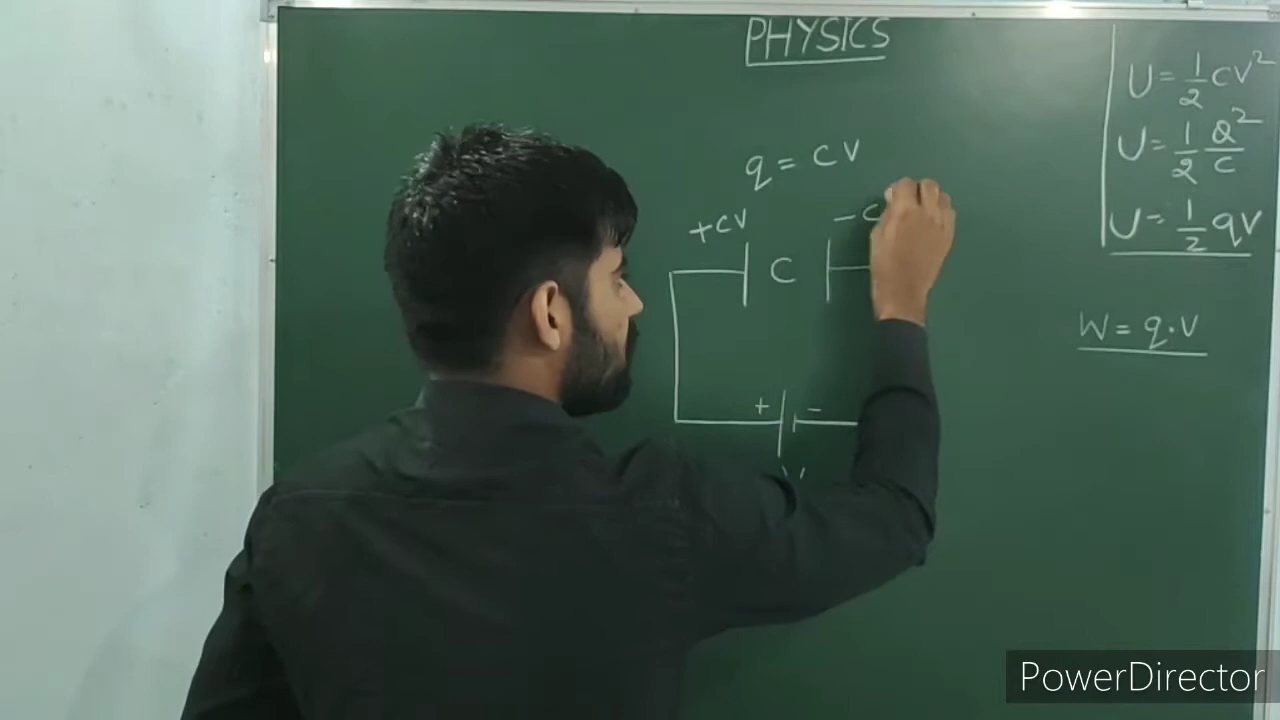 PHYSICS
q = CV
+CV
-C
C
+ -
V
U = 1/2 CV²
U = 1/2 Q²/C
U = 1/2 qV
W = q·V
PowerDirector